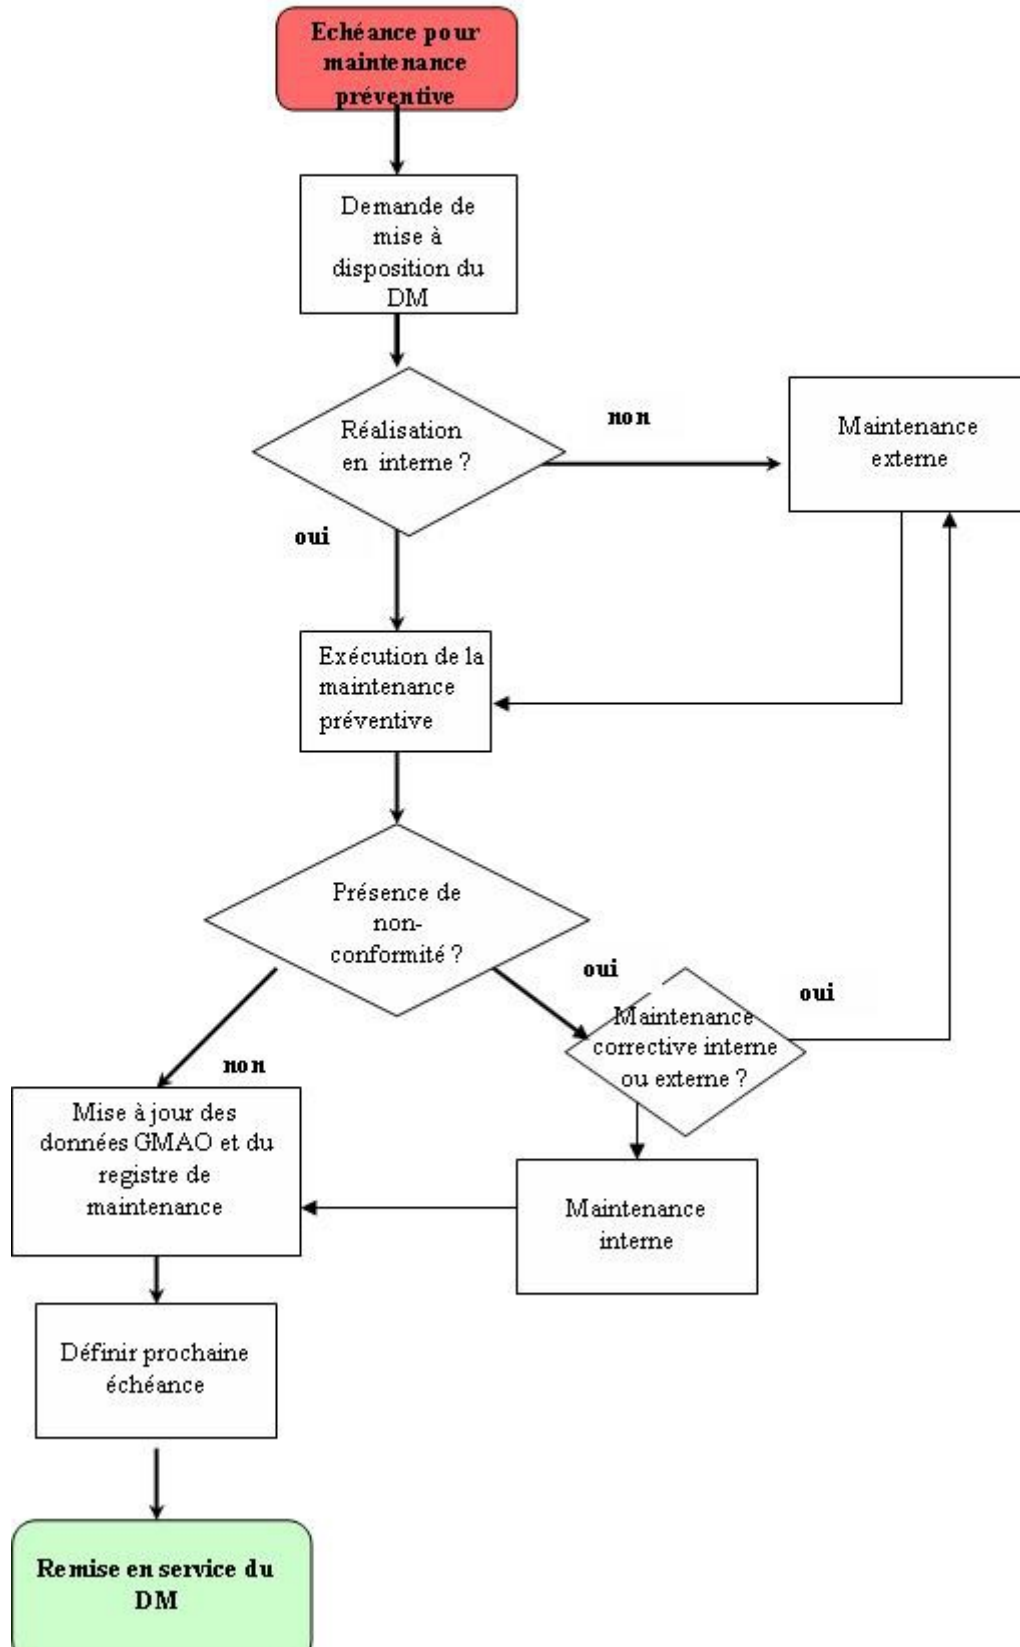 Echéance pour
maintenance
préventive
Demande de
mise à
disposition du
DM
Réalisation
en interne ?
non
Maintenance
externe
oui
Exécution de la
maintenance
préventive
Présence de
non-
conformité ?
oui
oui
Maintenance
corrective interne
ou externe ?
non
Mise à jour des
données GMAO et du
registre de
maintenance
Maintenance
interne
Définir prochaine
échéance
Remise en service du
DM